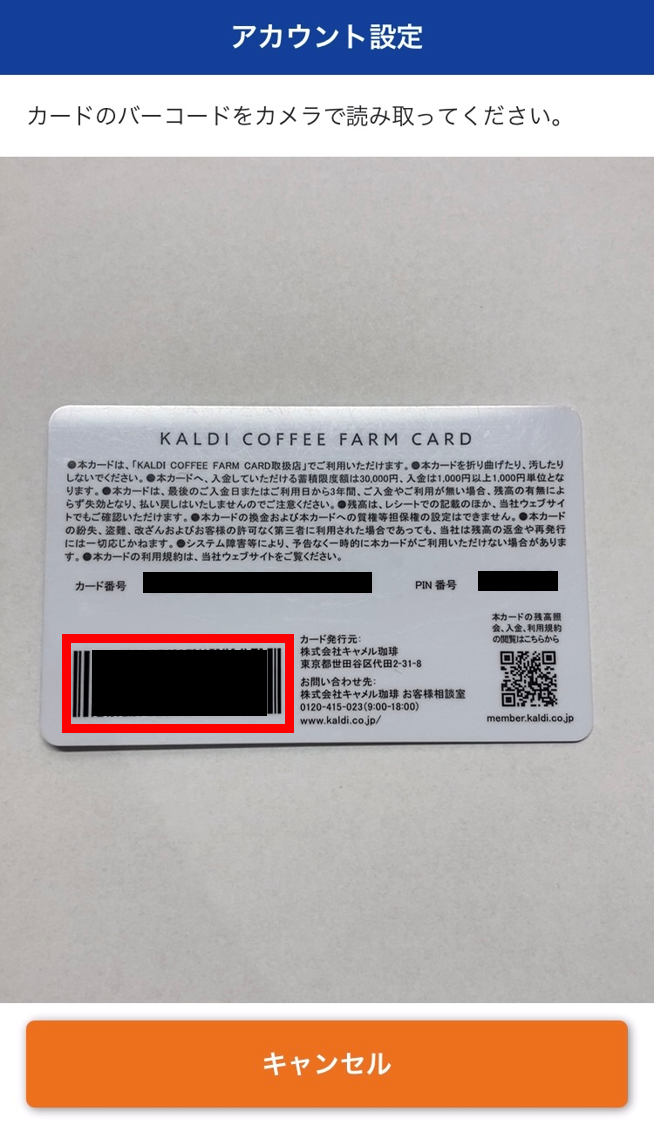 アカウント設定
カードのバーコードをカメラで読み取ってください。
KALDI COFFEE FARM CARD
●本カードは、「KALDI COFFEE FARM CARD取扱店」でご利用いただけます。●本カードを折り曲げたり、汚したり
しないでください。●本カードへ、入金していただける蓄積限度額は30,000円、入金は1,000円以上1,000円単位とな
ります。●本カードは、最後のご入金日またはご利用日から3年間、ご入金やご利用が無い場合、残高の有無によ
らず失効となり、払い戻しはいたしませんのでご注意ください。●残高は、レシートでの記載のほか、当社ウェブサイ
トでもご確認いただけます。●本カードの換金および本カードへの質権等担保権の設定はできません。●本カード
の紛失、盗難、改ざんおよびお客様の許可なく第三者に利用された場合であっても、当社は残高の返金や再発行
には一切応じかねます。●システム障害等により、予告なく一時的に本カードがご利用いただけない場合がありま
す。●本カードの利用規約は、当社ウェブサイトをご覧ください。
カード番号
PIN 番号
カード発行元:
株式会社キャメル珈琲
東京都世田谷区代田2-31-8
お問い合わせ先:
株式会社キャメル珈琲 お客様相談室
0120-415-023(9:00-18:00)
www.kaldi.co.jp/
本カードの残高照
会、入金、利用規約
の閲覧はこちらから
member.kaldi.co.jp
キャンセル